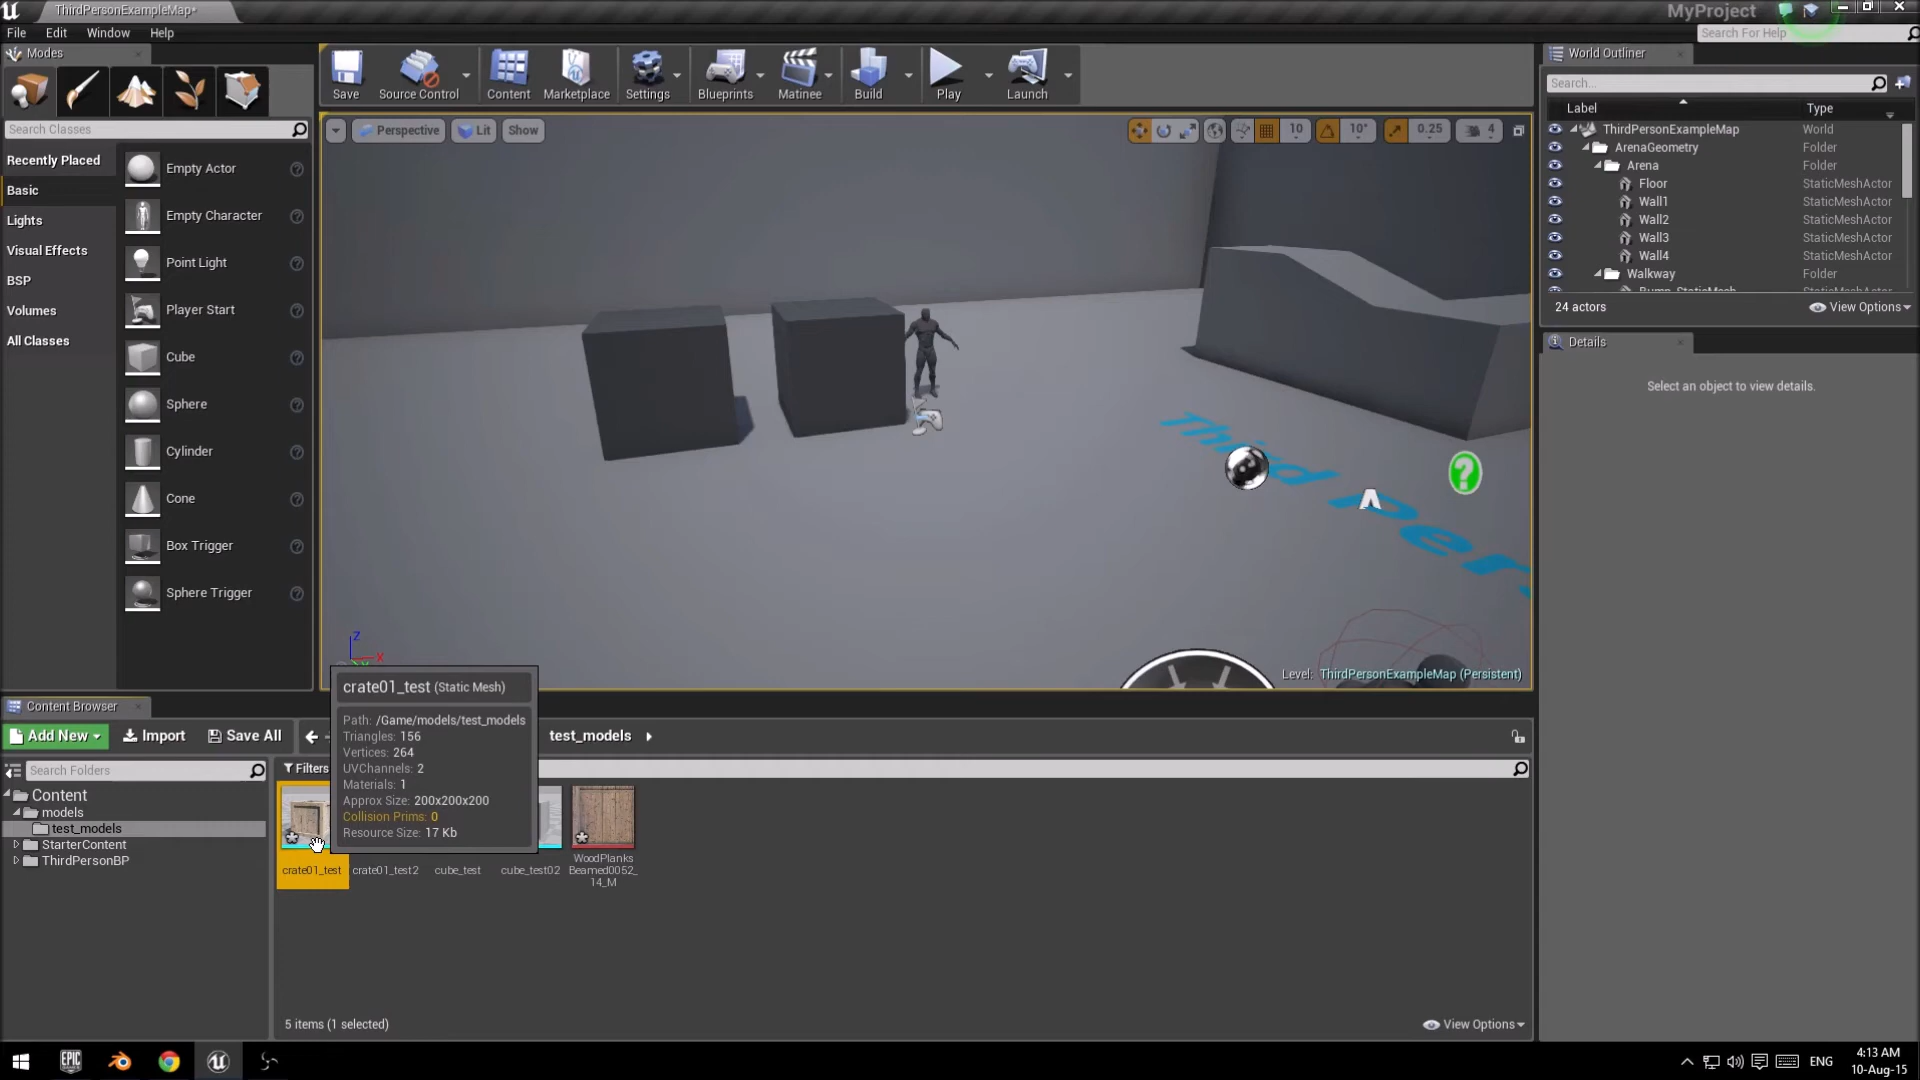 ThirdPersonExampleMap*
MyProject
File Edit Window Help
Search For Help
Modes
Search Classes
Recently Placed
Basic
Lights
Visual Effects
BSP
Volumes
All Classes
Empty Actor
Empty Character
Point Light
Player Start
Cube
Sphere
Cylinder
Cone
Box Trigger
Sphere Trigger
Save
Source Control
Content
Marketplace
Settings
Blueprints
Matinee
Build
Play
Launch
Perspective
Lit
Show
10
10°
0.25
4
Third Per
Z
X
Level: ThirdPersonExampleMap (Persistent)
World Outliner
Search...
Label Type
ThirdPersonExampleMap World
ArenaGeometry Folder
Arena Folder
Floor StaticMeshActor
Wall1 StaticMeshActor
Wall2 StaticMeshActor
Wall3 StaticMeshActor
Wall4 StaticMeshActor
Walkway Folder
24 actors
View Options
Details
Select an object to view details.
Content Browser
Add New
Import
Save All
test_models
Search Folders
Filters
Content
models
test_models
StarterContent
ThirdPersonBP
crate01_test (Static Mesh)
Path: /Game/models/test_models
Triangles: 156
Vertices: 264
UVChannels: 2
Materials: 1
Approx Size: 200x200x200
Collision Prims: 0
Resource Size: 17 Kb
crate01_test
crate01_test2
cube_test
cube_test02
WoodPlanks
Beamed0052_
14_M
5 items (1 selected)
View Options
EPIC
ENG
4:13 AM
10-Aug-15